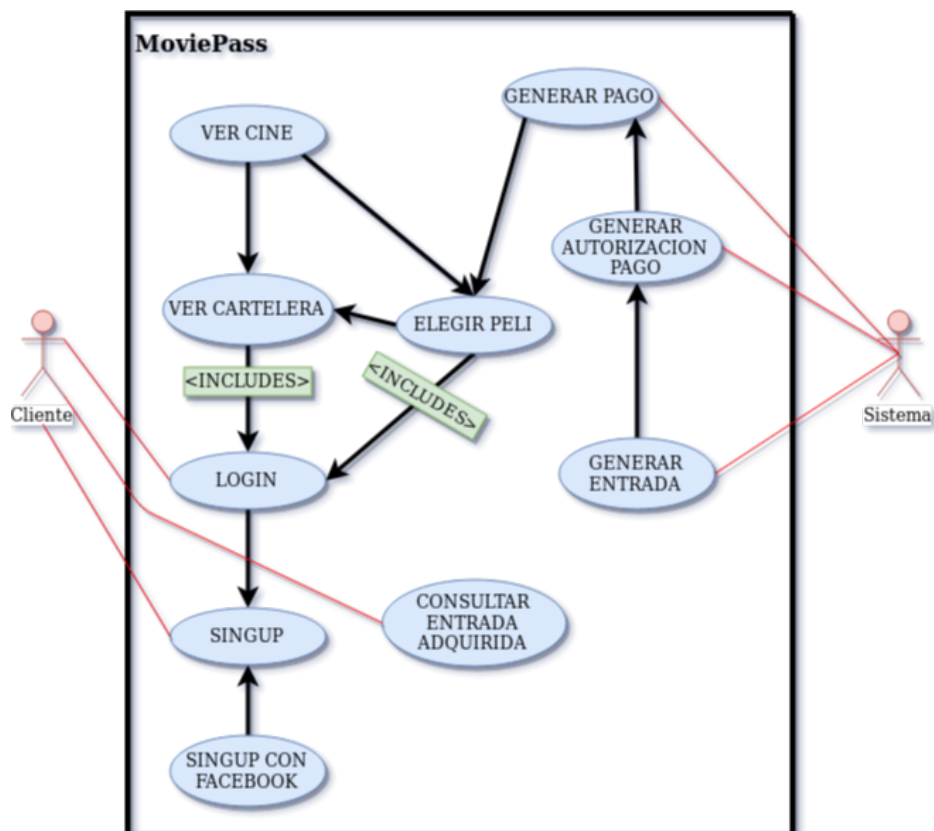 MoviePass
GENERAR PAGO
VER CINE
GENERAR
AUTORIZACION
PAGO
VER CARTELERA
ELEGIR PELI
<INCLUDES>
<INCLUDES>
Cliente
Sistema
LOGIN
GENERAR
ENTRADA
CONSULTAR
ENTRADA
ADQUIRIDA
SINGUP
SINGUP CON
FACEBOOK